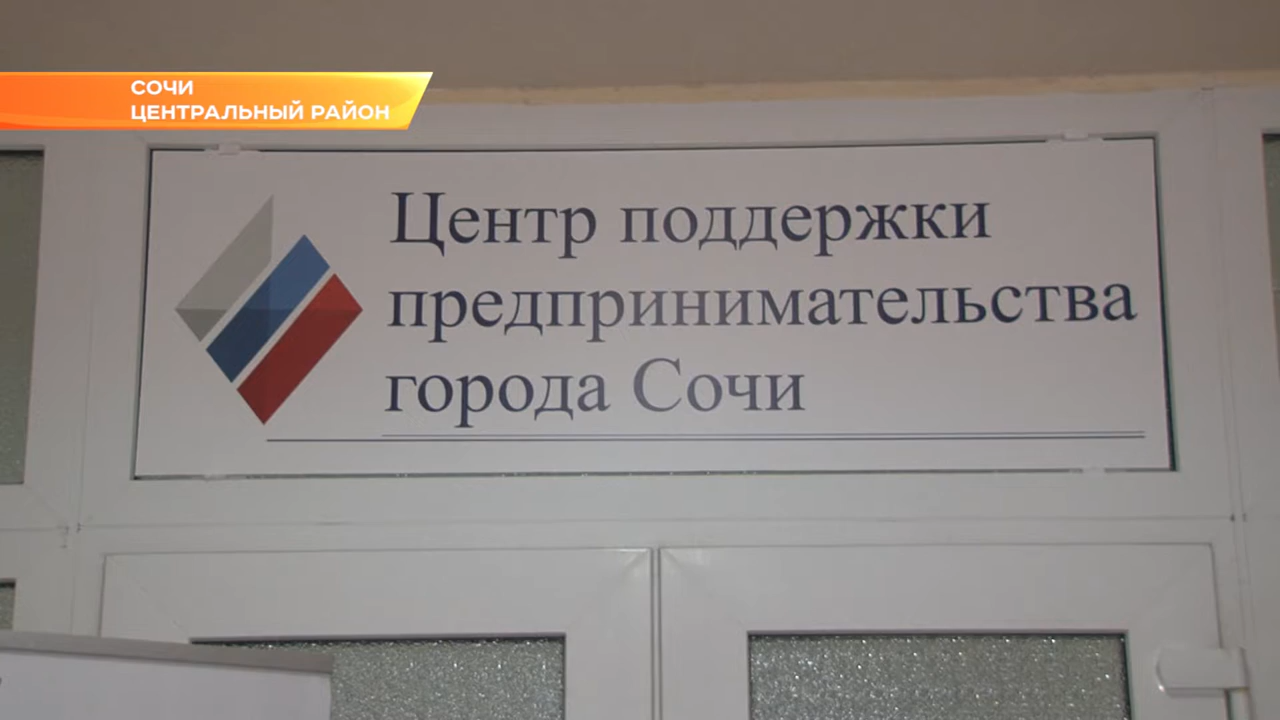 СОЧИ
ЦЕНТРАЛЬНЫЙ РАЙОН
Центр поддержки
предпринимательства
города Сочи